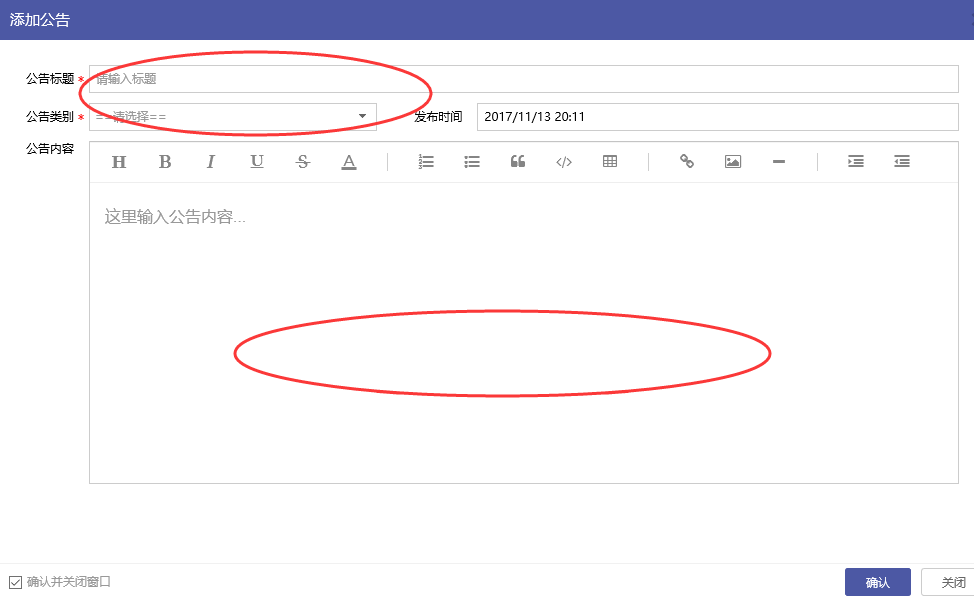 添加公告
公告标题 * 请输入标题
公告类别 * ==请选择== 发布时间 2017/11/13 20:11
公告内容
H B I U S A
这里输入公告内容...
确认并关闭窗口 确认 关闭